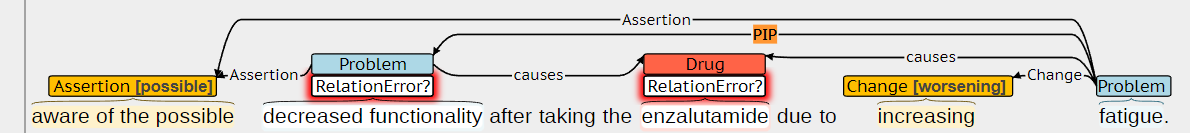 Assertion
PIP
Problem Drug causes
Assertion [possible] Assertion RelationError? causes RelationError? Change [worsening] Change Problem
aware of the possible decreased functionality after taking the enzalutamide due to increasing fatigue.